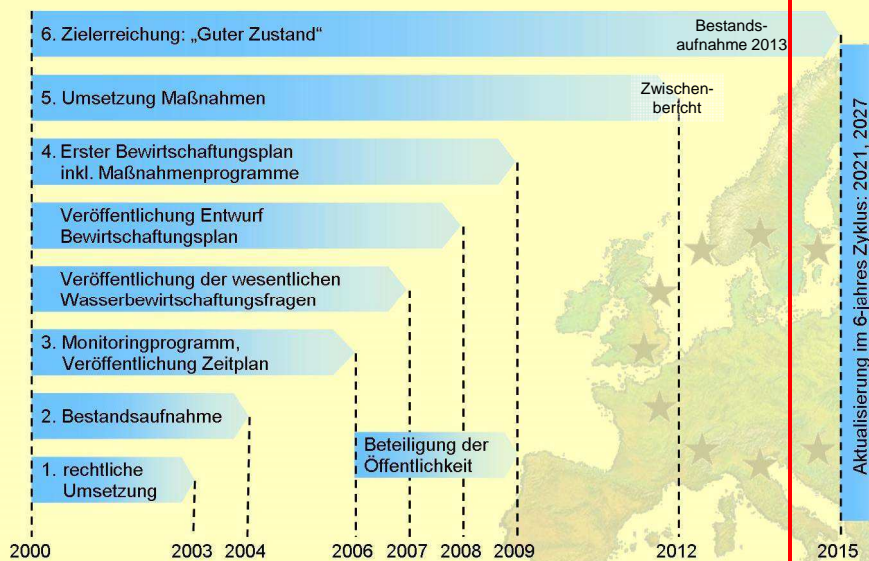 6. Zielerreichung: „Guter Zustand“
Bestands-
aufnahme 2013
5. Umsetzung Maßnahmen
Zwischen-
bericht
4. Erster Bewirtschaftungsplan
inkl. Maßnahmenprogramme
Veröffentlichung Entwurf
Bewirtschaftungsplan
Veröffentlichung der wesentlichen
Wasserbewirtschaftungsfragen
3. Monitoringprogramm,
Veröffentlichung Zeitplan
2. Bestandsaufnahme
Beteiligung der
Öffentlichkeit
1. rechtliche
Umsetzung
Aktualisierung im 6-jahres Zyklus: 2021, 2027
2000 2003 2004 2006 2007 2008 2009 2012 2015